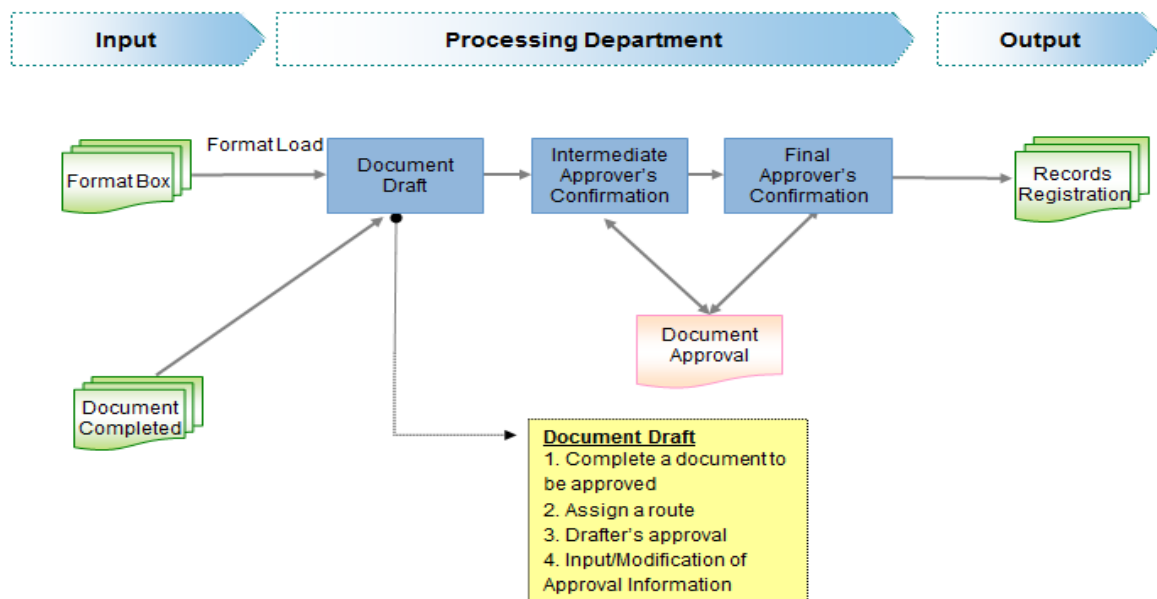 Input
Processing Department
Output
Format Box
Format Load
Document
Draft
Intermediate
Approver's
Confirmation
Final
Approver's
Confirmation
Records
Registration
Document
Approval
Document
Completed
Document Draft
1. Complete a document to
be approved
2. Assign a route
3. Drafter's approval
4. Input/Modification of
Approval Information